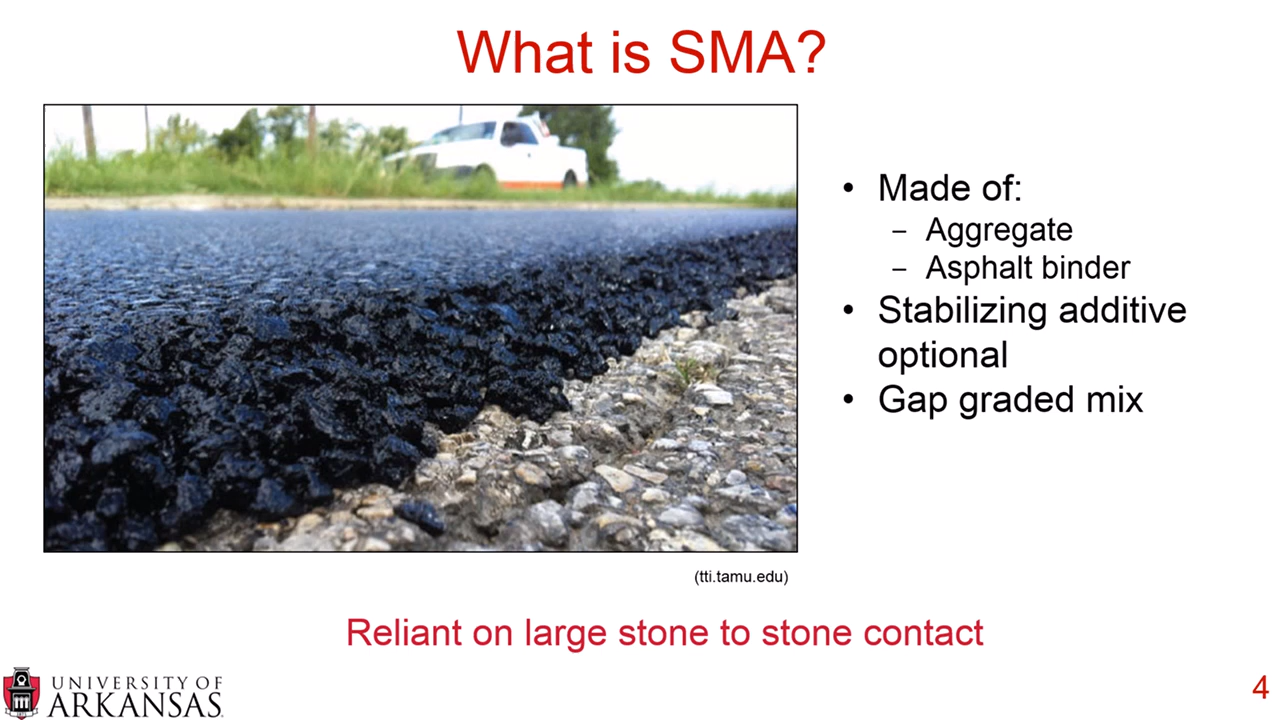 What is SMA?
• Made of:
– Aggregate
– Asphalt binder
• Stabilizing additive
optional
• Gap graded mix
(tti.tamu.edu)
Reliant on large stone to stone contact
UNIVERSITY OF
ARKANSAS
4